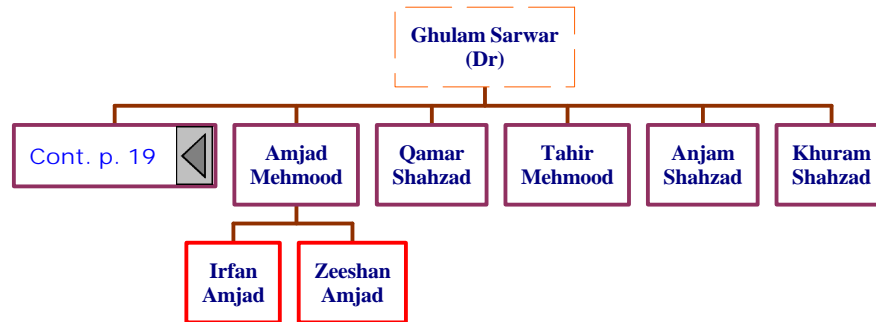 Ghulam Sarwar
(Dr)
Cont. p. 19
Amjad
Mehmood
Qamar
Shahzad
Tahir
Mehmood
Anjam
Shahzad
Khuram
Shahzad
Irfan
Amjad
Zeeshan
Amjad